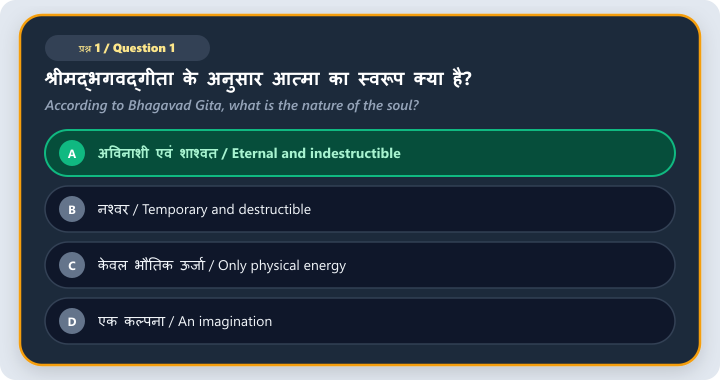 प्रश्न 1 / Question 1
श्रीमद्भगवद्गीता के अनुसार आत्मा का स्वरूप क्या है?
According to Bhagavad Gita, what is the nature of the soul?
A अविनाशी एवं शाश्वत / Eternal and indestructible
B नश्वर / Temporary and destructible
C केवल भौतिक ऊर्जा / Only physical energy
D एक कल्पना / An imagination